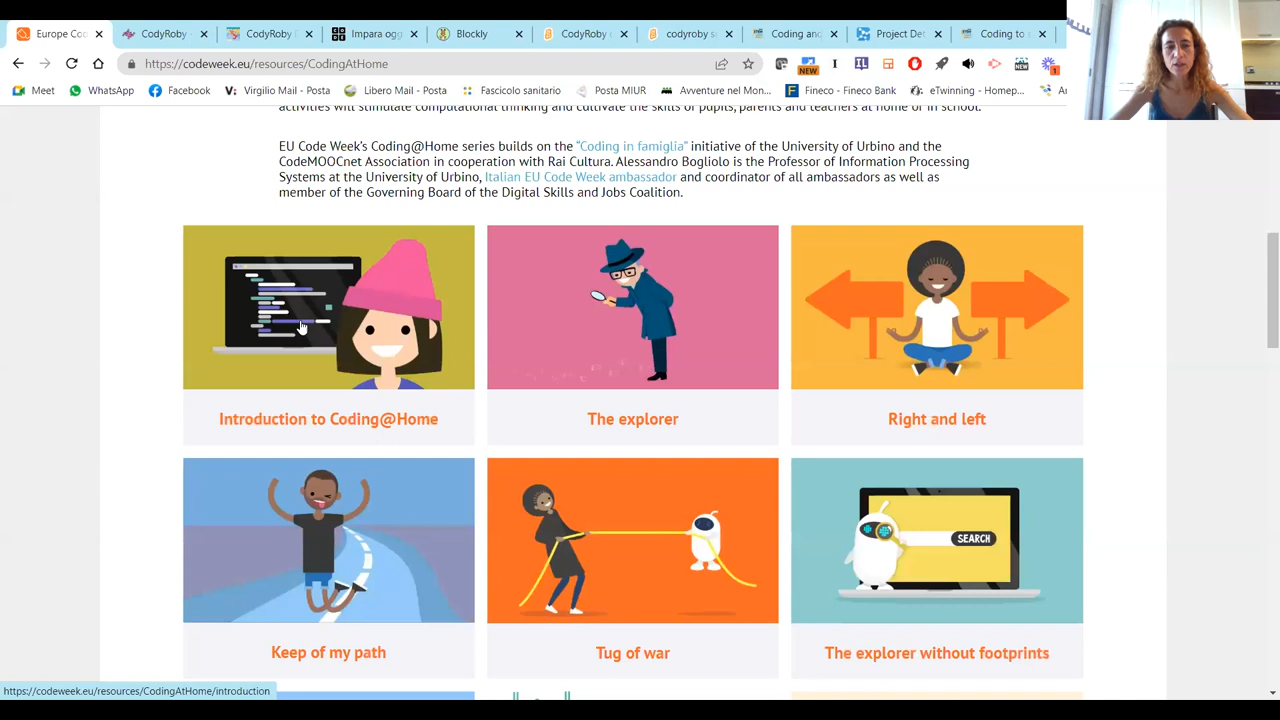 Europe Co
CodyRoby
CodyRoby
Impara ogg
Blockly
CodyRoby
codyroby s
Coding and
Project De
Coding to
https://codeweek.eu/resources/CodingAtHome
NEW
NEW
1
Meet
WhatsApp
Facebook
Virgilio Mail - Posta
Libero Mail - Posta
Fascicolo sanitario
Posta MIUR
Avventure nel Mon...
Fineco - Fineco Bank
eTwinning - Homep...
activities will stimulate computational thinking and cultivate the skills of pupils, parents and teachers at home or in school.
EU Code Week's Coding@Home series builds on the "Coding in famiglia" initiative of the University of Urbino and the
CodeMOOCnet Association in cooperation with Rai Cultura. Alessandro Bogliolo is the Professor of Information Processing
Systems at the University of Urbino, Italian EU Code Week ambassador and coordinator of all ambassadors as well as
member of the Governing Board of the Digital Skills and Jobs Coalition.
Introduction to Coding@Home
The explorer
Right and left
SEARCH
Keep of my path
Tug of war
The explorer without footprints
https://codeweek.eu/resources/CodingAtHome/introduction